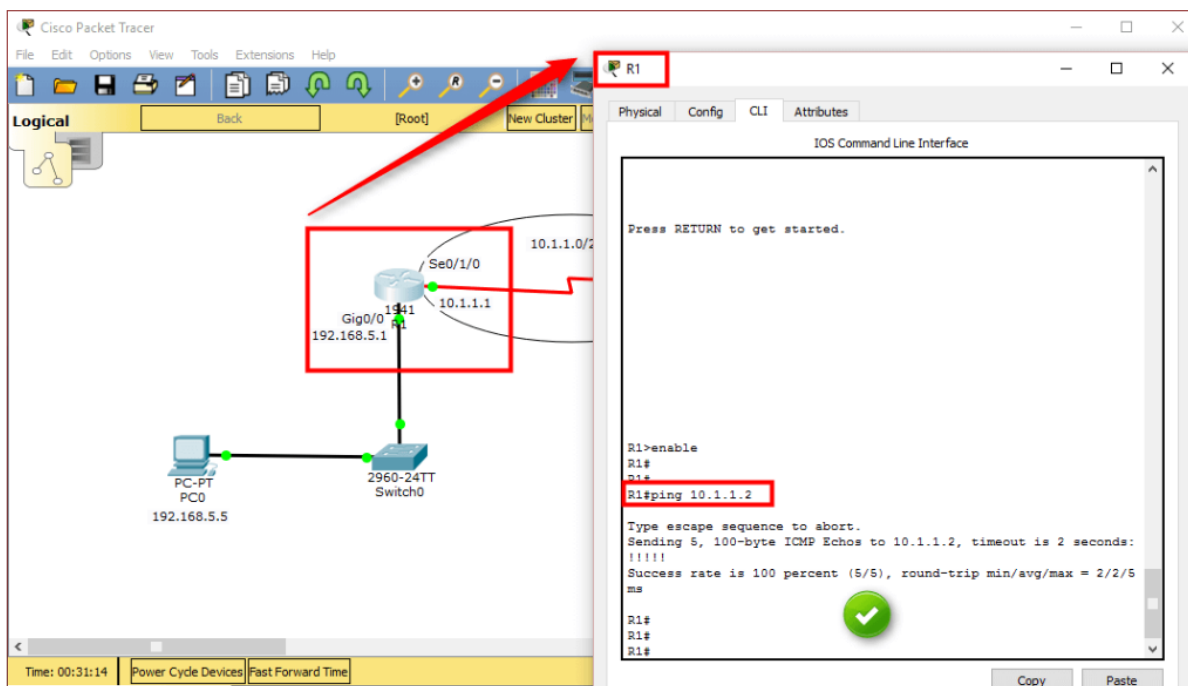 Cisco Packet Tracer
File Edit Options View Tools Extensions Help
Logical
Back
[Root]
New Cluster
10.1.1.0/2
Se0/1/0
10.1.1.1
1941
R1
Gig0/0
192.168.5.1
2960-24TT
Switch0
PC-PT
PC0
192.168.5.5
Time: 00:31:14
Power Cycle Devices
Fast Forward Time
R1
Physical Config CLI Attributes
IOS Command Line Interface
Press RETURN to get started.
R1>enable
R1#
R1#
R1#ping 10.1.1.2
Type escape sequence to abort.
Sending 5, 100-byte ICMP Echos to 10.1.1.2, timeout is 2 seconds:
!!!!!
Success rate is 100 percent (5/5), round-trip min/avg/max = 2/2/5
ms
R1#
R1#
R1#
Copy
Paste